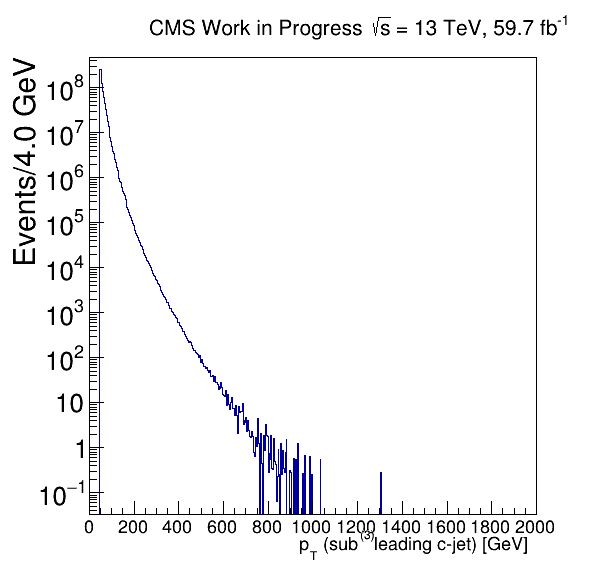 CMS Work in Progress √s = 13 TeV, 59.7 fb⁻¹
Events/4.0 GeV
10⁸
10⁷
10⁶
10⁵
10⁴
10³
10²
10
1
10⁻¹
0 200 400 600 800 1000 1200 1400 1600 1800 2000
p_T (sub⁽³⁾leading c-jet) [GeV]